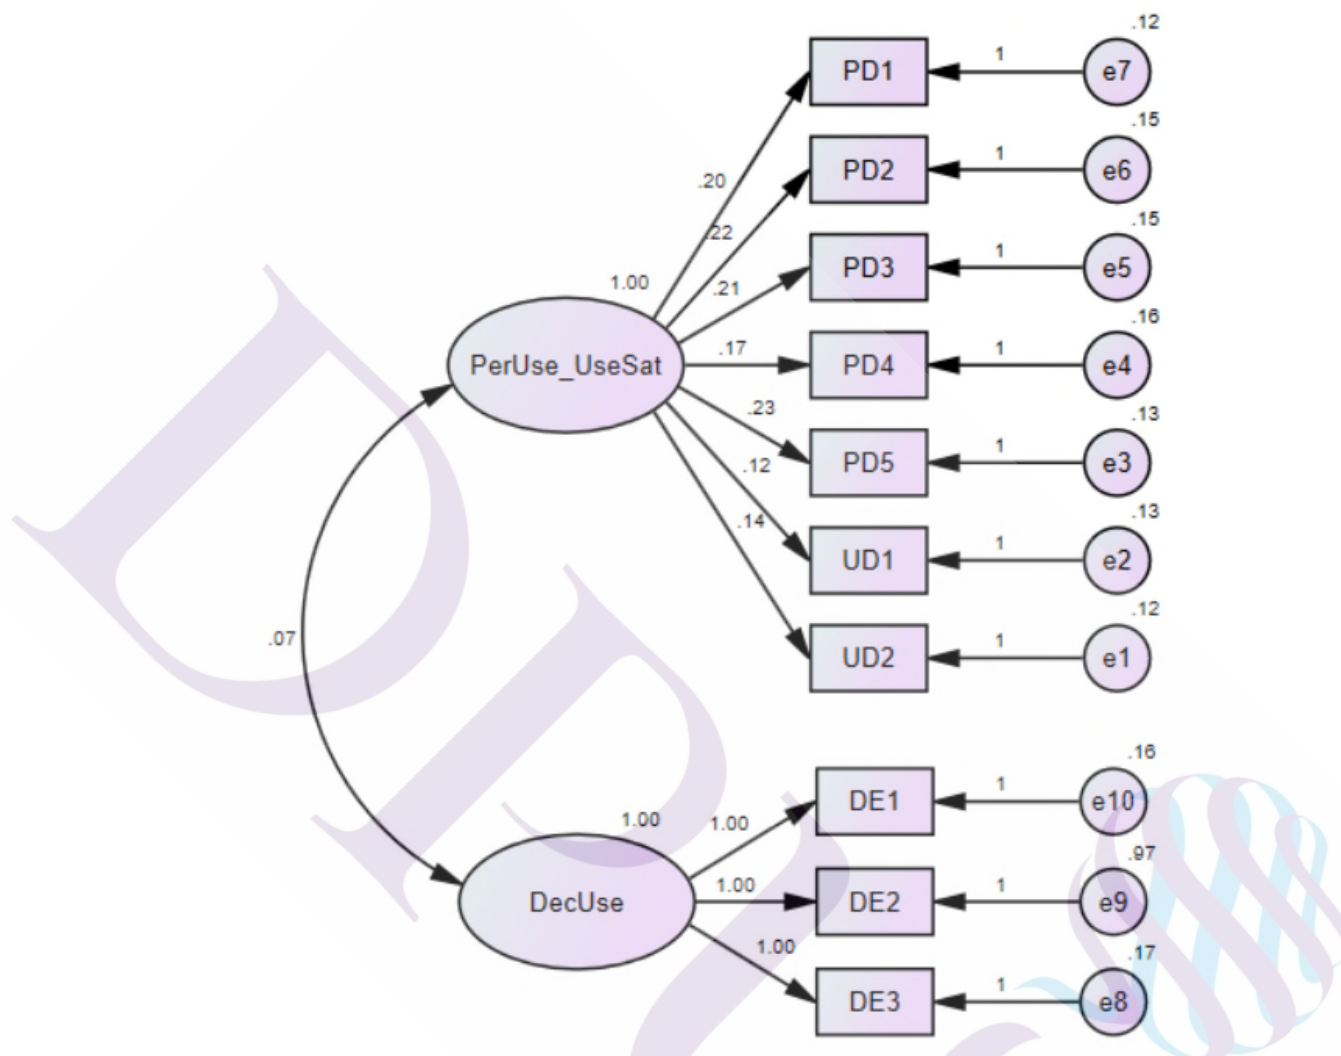 .12
PD1
1
e7
.15
.20
PD2
1
e6
.15
.22
PD3
1
e5
1.00
.21
.16
PerUse_UseSat
.17
PD4
1
e4
.13
.23
PD5
1
e3
.12
.13
.14
UD1
1
e2
.12
.07
UD2
1
e1
.16
1.00
1.00
DE1
1
e10
.97
DecUse
1.00
DE2
1
e9
1.00
.17
DE3
1
e8